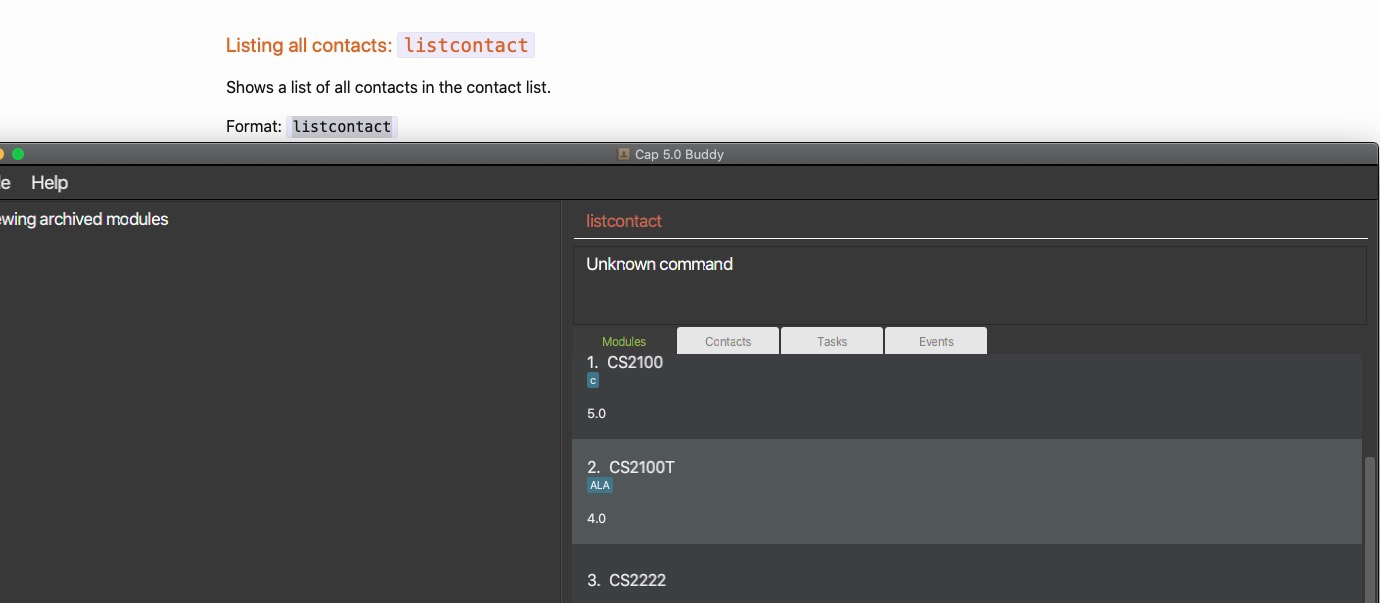 Listing all contacts: listcontact
Shows a list of all contacts in the contact list.
Format: listcontact
Cap 5.0 Buddy
e Help
ewing archived modules
listcontact
Unknown command
Modules Contacts Tasks Events
1. CS2100
c
5.0
2. CS2100T
ALA
4.0
3. CS2222